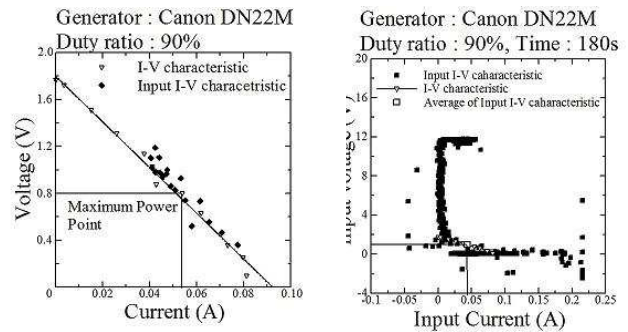 Generator : Canon DN22M
Duty ratio : 90%
I-V characteristic
Input I-V characetristic
Voltage (V)
2.0
1.6
1.2
0.8
0.4
Maximum Power
Point
0 0.02 0.04 0.06 0.08 0.10
Current (A)
Generator : Canon DN22M
Duty ratio : 90%, Time : 180s
Input I-V caharacteristic
I-V characteristic
Average of Input I-V caharacteristic
Input Voltage (V)
20
16
12
8
4
0
-4
-0.1 -0.05 0 0.05 0.1 0.15 0.2 0.25
Input Current (A)